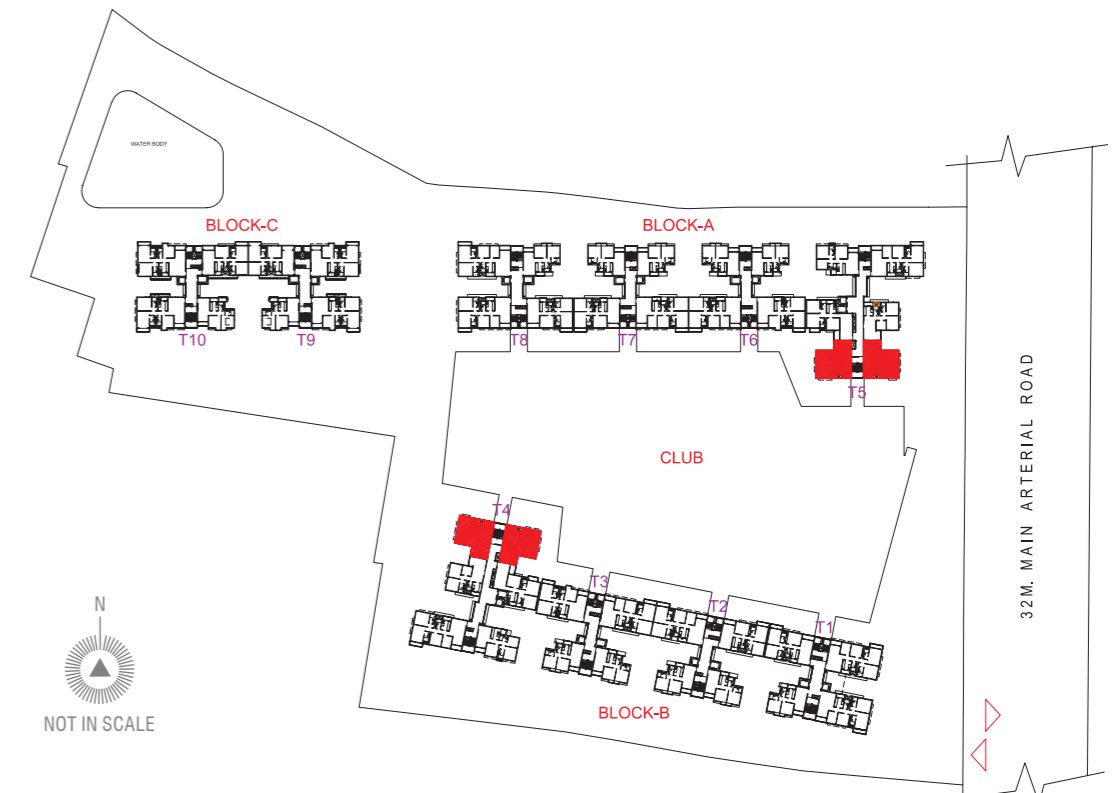 WATER BODY
BLOCK-C
BLOCK-A
T10
T9
T8
T7
T6
T5
CLUB
32M. MAIN ARTERIAL ROAD
T4
T3
T2
T1
N
NOT IN SCALE
BLOCK-B